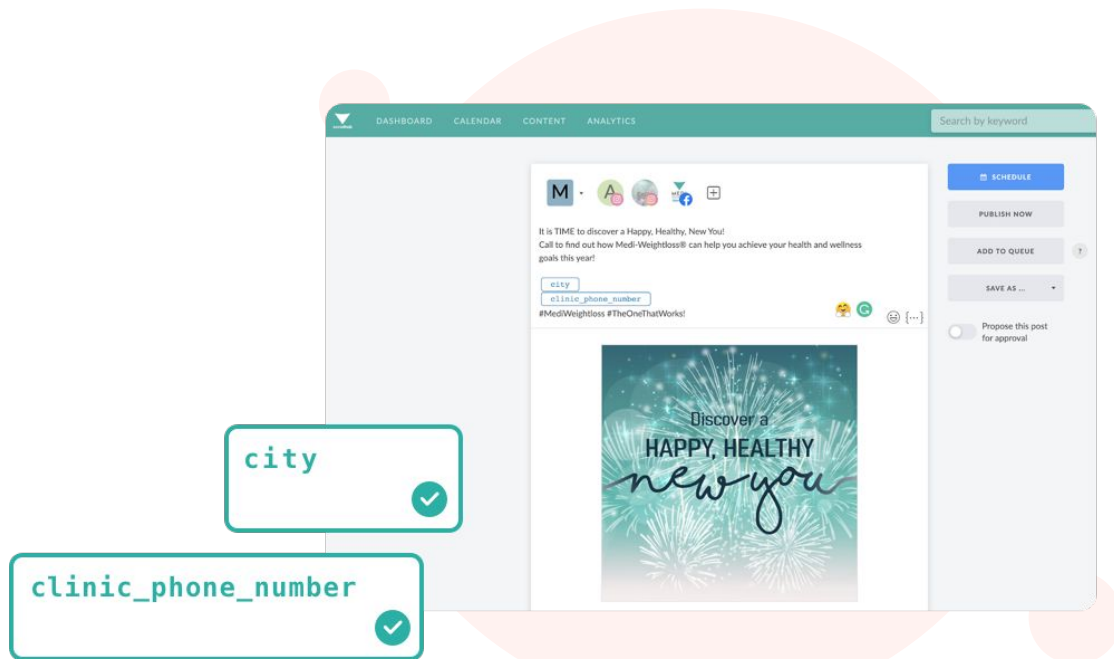 DASHBOARD CALENDAR CONTENT ANALYTICS
Search by keyword
M
A
It is TIME to discover a Happy, Healthy, New You!
Call to find out how Medi-Weightloss® can help you achieve your health and wellness
goals this year!
city
clinic_phone_number
#MediWeightloss #TheOneThatWorks!
{...}
Discover a
HAPPY, HEALTHY
new you
SCHEDULE
PUBLISH NOW
ADD TO QUEUE ?
SAVE AS ...
Propose this post
for approval
city
clinic_phone_number